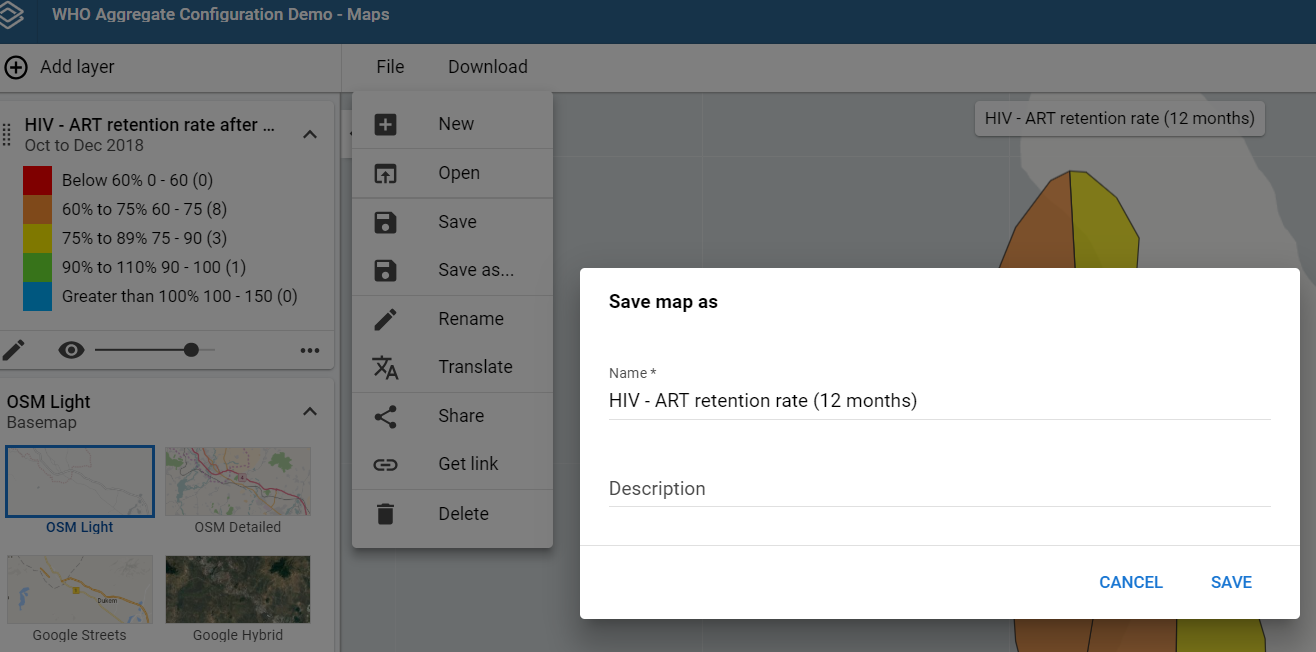 WHO Aggregate Configuration Demo - Maps
Add layer
File
Download
HIV - ART retention rate after ...
Oct to Dec 2018
Below 60% 0 - 60 (0)
60% to 75% 60 - 75 (8)
75% to 89% 75 - 90 (3)
90% to 110% 90 - 100 (1)
Greater than 100% 100 - 150 (0)
OSM Light
Basemap
OSM Light
OSM Detailed
Dukem
Google Streets
Google Hybrid
New
Open
Save
Save as...
Rename
Translate
Share
Get link
Delete
HIV - ART retention rate (12 months)
Save map as
Name *
HIV - ART retention rate (12 months)
Description
CANCEL
SAVE